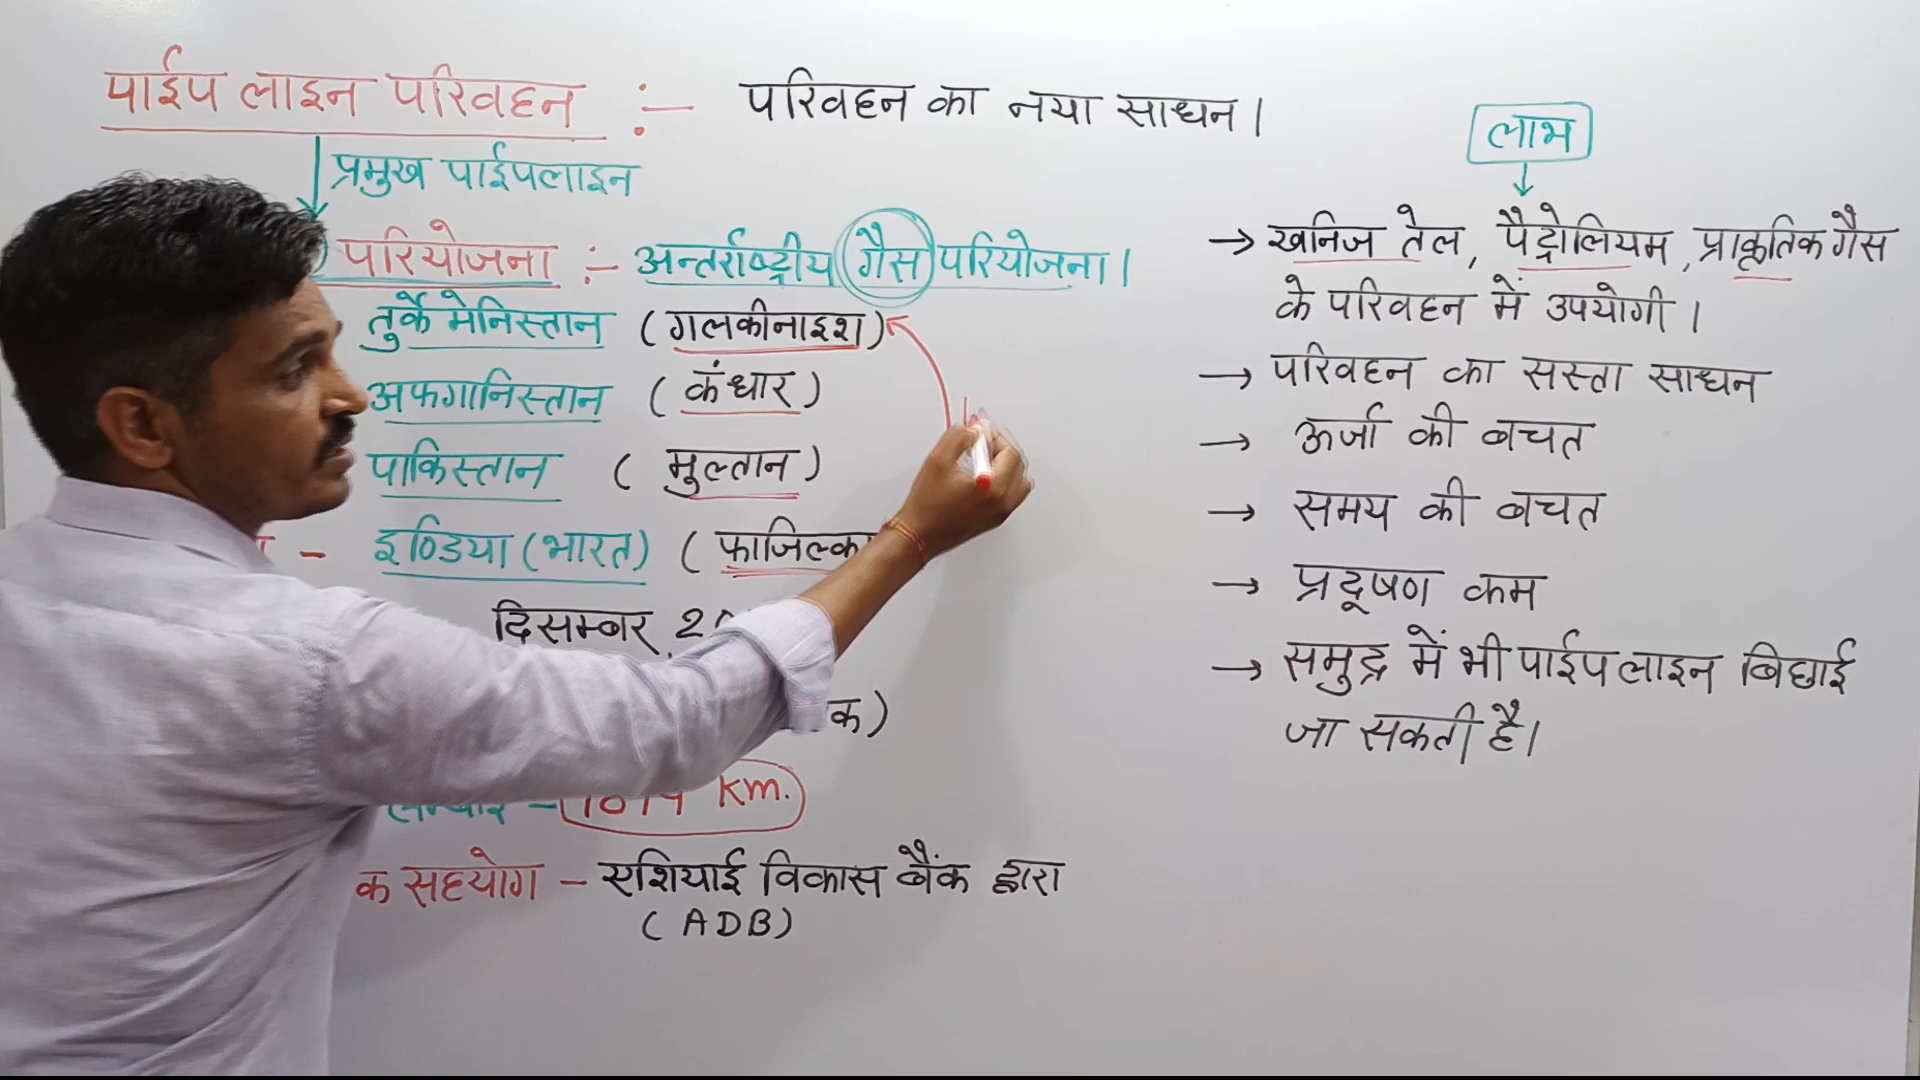 पाईप लाइन परिवहन :- परिवहन का नया साधन।
प्रमुख पाईपलाइन
परियोजना :- अन्तर्राष्ट्रीय गैस परियोजना।
तुर्कमेनिस्तान (गलकीनाइश)
अफगानिस्तान (कंधार)
पाकिस्तान (मुल्तान)
- इण्डिया (भारत) (फाजिल्का
दिसम्बर, 20
क)
- KM.
क सहयोग - एशियाई विकास बैंक द्वारा
(ADB)
लाभ
→ खनिज तेल, पैट्रोलियम, प्राकृतिक गैस
के परिवहन में उपयोगी।
→ परिवहन का सस्ता साधन
→ ऊर्जा की बचत
→ समय की बचत
→ प्रदूषण कम
→ समुद्र में भी पाईपलाइन बिछाई
जा सकती है।